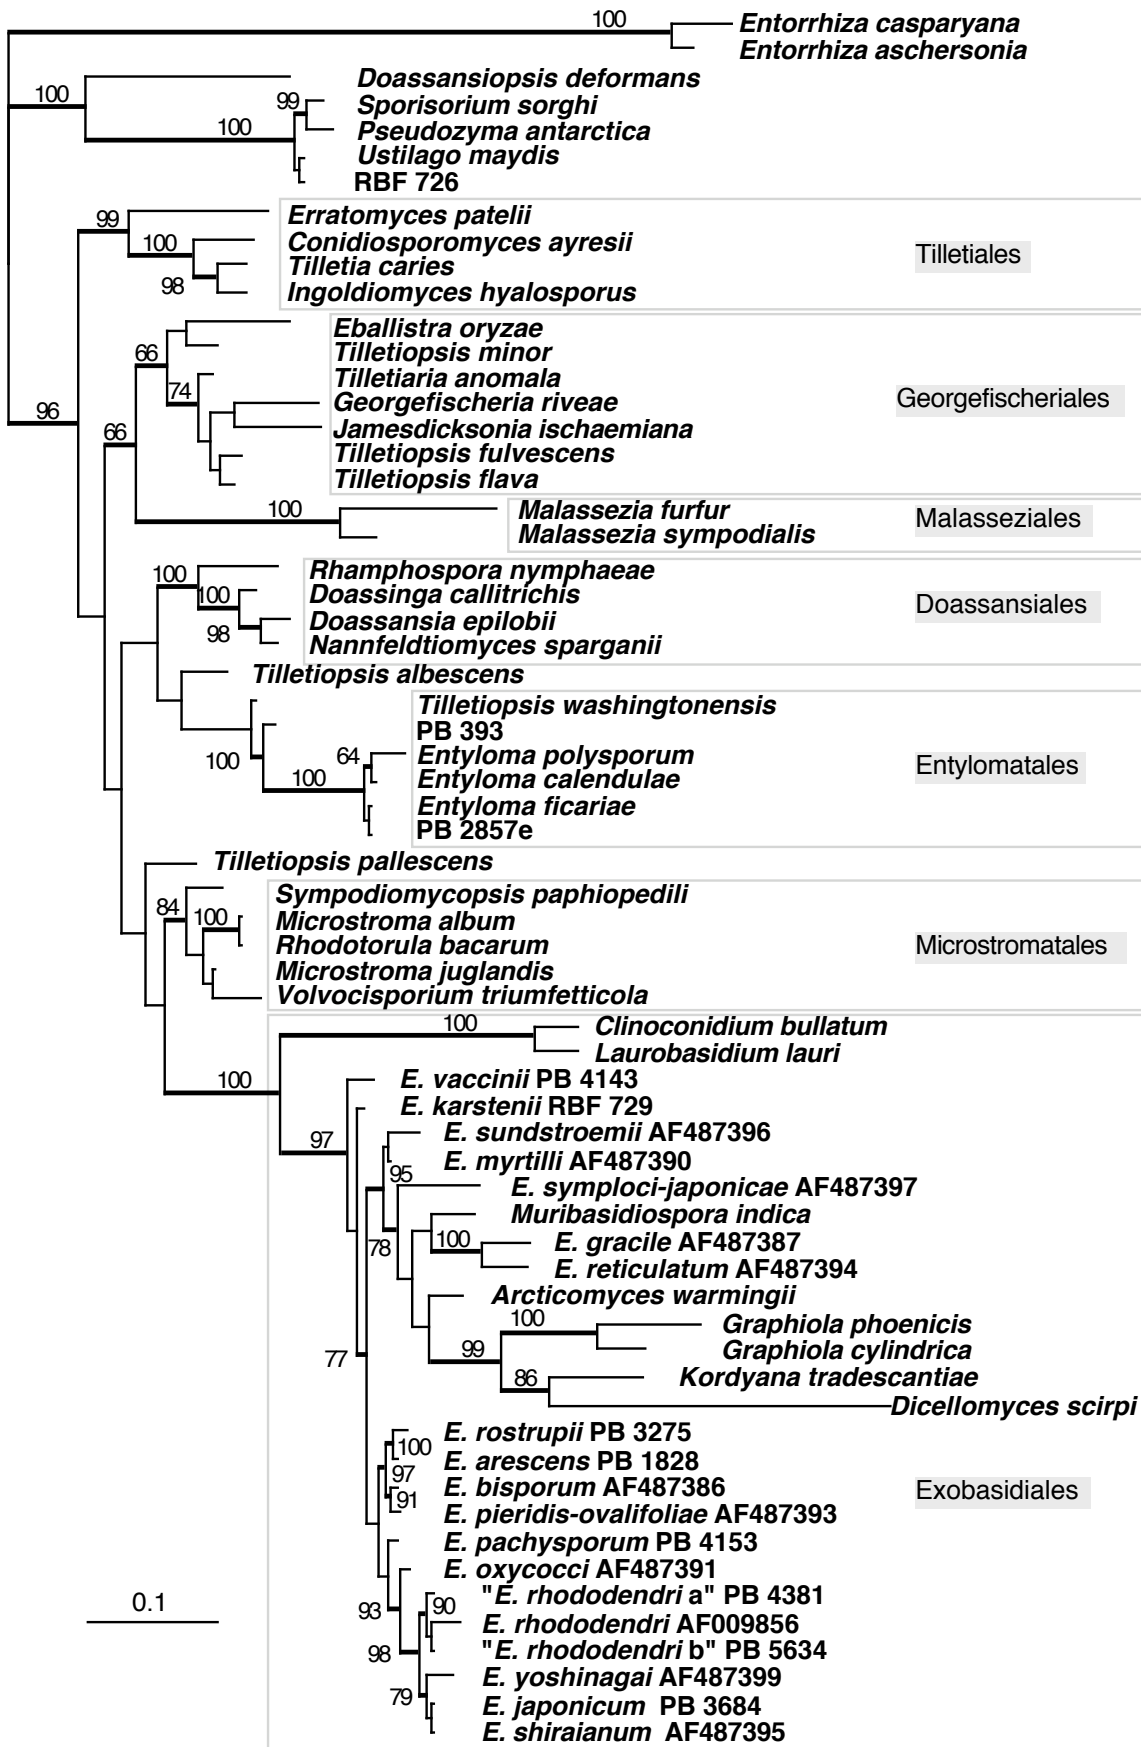 100
Entorrhiza casparyana
Entorrhiza aschersonia
Doassansiopsis deformans
100
99
Sporisorium sorghi
100
Pseudozyma antarctica
Ustilago maydis
RBF 726
99
Erratomyces patelii
100
Conidiosporomyces ayresii
Tilletiales
Tilletia caries
98
Ingoldiomyces hyalosporus
Eballistra oryzae
66
Tilletiopsis minor
Tilletiaria anomala
74
Georgefischeria riveae
Georgefischeriales
96
66
Jamesdicksonia ischaemiana
Tilletiopsis fulvescens
Tilletiopsis flava
100
Malassezia furfur
Malasseziales
Malassezia sympodialis
100
Rhamphospora nymphaeae
100
Doassinga callitrichis
Doassansiales
Doassansia epilobii
98
Nannfeldtiomyces sparganii
Tilletiopsis albescens
Tilletiopsis washingtonensis
PB 393
64
Entyloma polysporum
100
Entylomatales
100
Entyloma calendulae
Entyloma ficariae
PB 2857e
Tilletiopsis pallescens
Sympodiomycopsis paphiopedili
84
100
Microstroma album
Rhodotorula bacarum
Microstromatales
Microstroma juglandis
Volvocisporium triumfetticola
100
Clinoconidium bullatum
Laurobasidium lauri
100
E. vaccinii PB 4143
E. karstenii RBF 729
97
E. sundstroemii AF487396
E. myrtilli AF487390
95
E. symploci-japonicae AF487397
Muribasidiospora indica
78
100
E. gracile AF487387
E. reticulatum AF487394
Arcticomyces warmingii
100
Graphiola phoenicis
77
99
Graphiola cylindrica
86
Kordyana tradescantiae
Dicellomyces scirpi
E. rostrupii PB 3275
100
E. arescens PB 1828
97
E. bisporum AF487386
Exobasidiales
91
E. pieridis-ovalifoliae AF487393
E. pachysporum PB 4153
E. oxycocci AF487391
"E. rhododendri a" PB 4381
0.1
93
90
E. rhododendri AF009856
98
"E. rhododendri b" PB 5634
E. yoshinagai AF487399
79
E. japonicum PB 3684
E. shiraianum AF487395